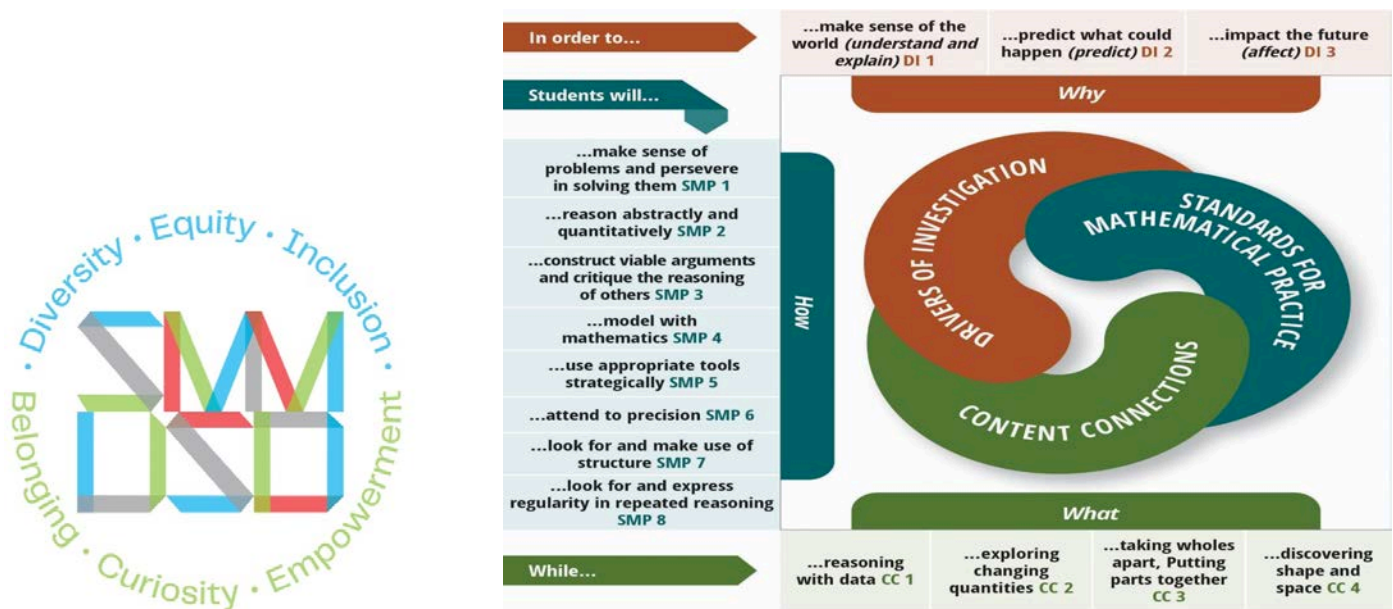 · Diversity · Equity · Inclusion ·
SMM
DSD
Belonging · Curiosity · Empowerment
In order to...
...make sense of the
world (understand and
explain) DI 1
...predict what could
happen (predict) DI 2
...impact the future
(affect) DI 3
Students will...
Why
...make sense of
problems and persevere
in solving them SMP 1
...reason abstractly and
quantitatively SMP 2
...construct viable arguments
and critique the reasoning
of others SMP 3
...model with
mathematics SMP 4
...use appropriate tools
strategically SMP 5
...attend to precision SMP 6
...look for and make use of
structure SMP 7
...look for and express
regularity in repeated reasoning
SMP 8
How
DRIVERS OF INVESTIGATION
STANDARDS FOR
MATHEMATICAL PRACTICE
CONTENT CONNECTIONS
What
While...
...reasoning
with data CC 1
...exploring
changing
quantities CC 2
...taking wholes
apart, Putting
parts together
CC 3
...discovering
shape and
space CC 4